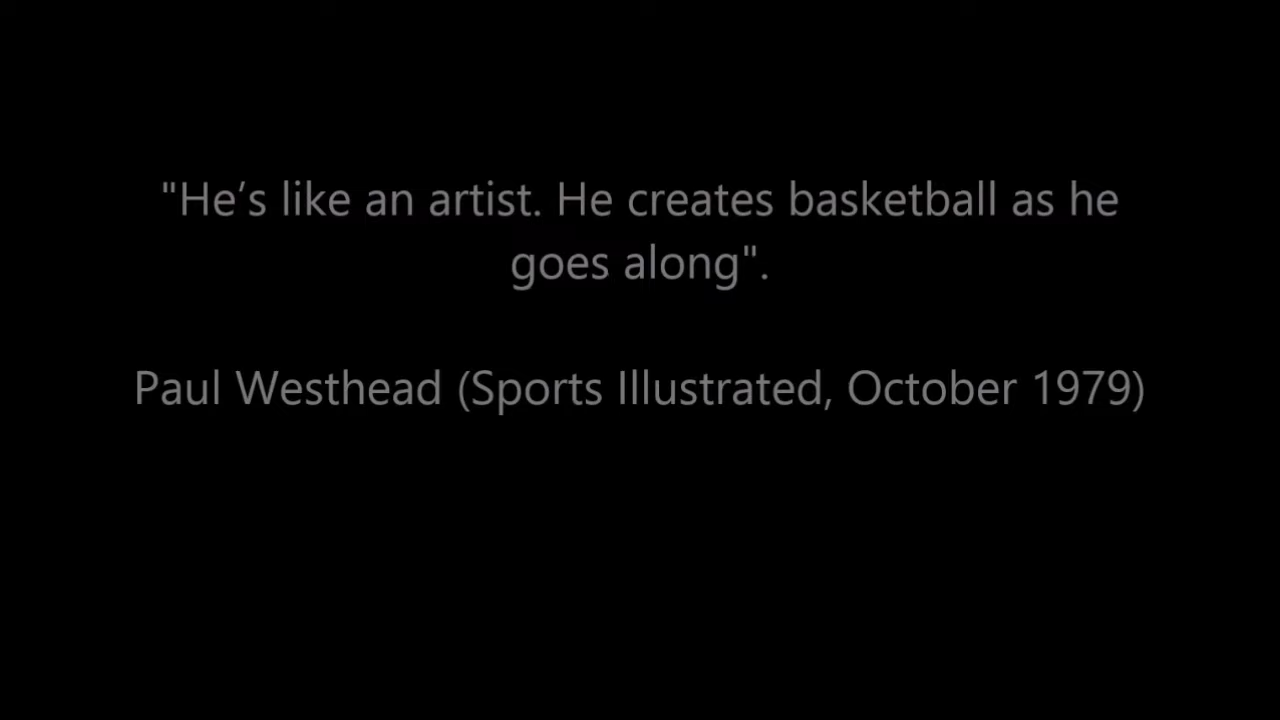 "He’s like an artist. He creates basketball as he
goes along".
Paul Westhead (Sports Illustrated, October 1979)